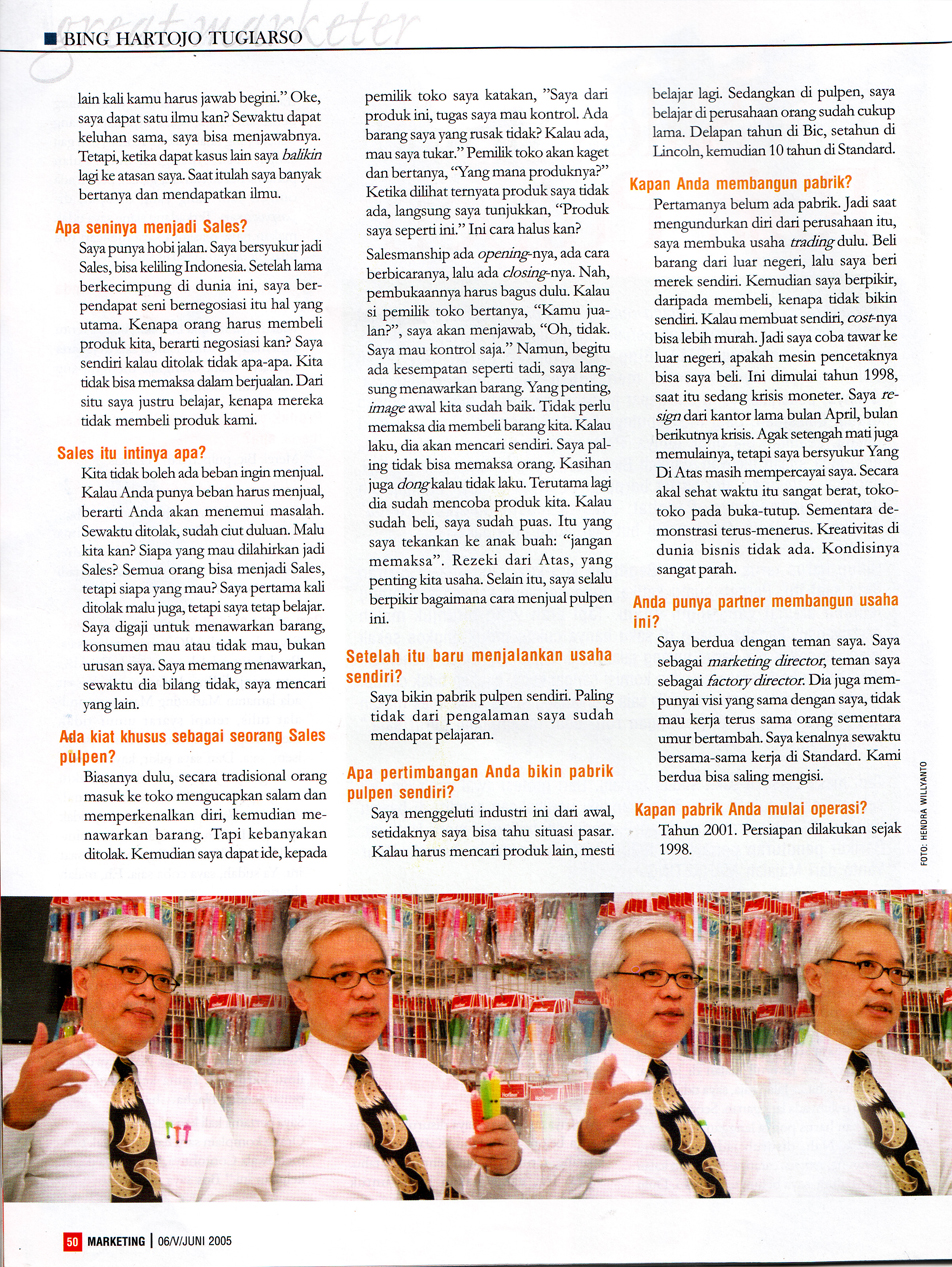 great marketer
BING HARTOJO TUGIARSO
lain kali kamu harus jawab begini.” Oke,
saya dapat satu ilmu kan? Sewaktu dapat
keluhan sama, saya bisa menjawabnya.
Tetapi, ketika dapat kasus lain saya balikin
lagi ke atasan saya. Saat itulah saya banyak
bertanya dan mendapatkan ilmu.
Apa seninya menjadi Sales?
Saya punya hobi jalan. Saya bersyukur jadi
Sales, bisa keliling Indonesia. Setelah lama
berkecimpung di dunia ini, saya ber-
pendapat seni bernegosiasi itu hal yang
utama. Kenapa orang harus membeli
produk kita, berarti negosiasi kan? Saya
sendiri kalau ditolak tidak apa-apa. Kita
tidak bisa memaksa dalam berjualan. Dari
situ saya justru belajar, kenapa mereka
tidak membeli produk kami.
Sales itu intinya apa?
Kita tidak boleh ada beban ingin menjual.
Kalau Anda punya beban harus menjual,
berarti Anda akan menemui masalah.
Sewaktu ditolak, sudah ciut duluan. Malu
kita kan? Siapa yang mau dilahirkan jadi
Sales? Semua orang bisa menjadi Sales,
tetapi siapa yang mau? Saya pertama kali
ditolak malu juga, tetapi saya tetap belajar.
Saya digaji untuk menawarkan barang,
konsumen mau atau tidak mau, bukan
urusan saya. Saya memang menawarkan,
sewaktu dia bilang tidak, saya mencari
yang lain.
Ada kiat khusus sebagai seorang Sales
pulpen?
Biasanya dulu, secara tradisional orang
masuk ke toko mengucapkan salam dan
memperkenalkan diri, kemudian me-
nawarkan barang. Tapi kebanyakan
ditolak. Kemudian saya dapat ide, kepada
pemilik toko saya katakan, ”Saya dari
produk ini, tugas saya mau kontrol. Ada
barang saya yang rusak tidak? Kalau ada,
mau saya tukar.” Pemilik toko akan kaget
dan bertanya, “Yang mana produknya?”
Ketika dilihat ternyata produk saya tidak
ada, langsung saya tunjukkan, “Produk
saya seperti ini.” Ini cara halus kan?
Salesmanship ada opening-nya, ada cara
berbicaranya, lalu ada closing-nya. Nah,
pembukaannya harus bagus dulu. Kalau
si pemilik toko bertanya, “Kamu jua-
lan?”, saya akan menjawab, “Oh, tidak.
Saya mau kontrol saja.” Namun, begitu
ada kesempatan seperti tadi, saya lang-
sung menawarkan barang. Yang penting,
image awal kita sudah baik. Tidak perlu
memaksa dia membeli barang kita. Kalau
laku, dia akan mencari sendiri. Saya pal-
ing tidak bisa memaksa orang. Kasihan
juga dong kalau tidak laku. Terutama lagi
dia sudah mencoba produk kita. Kalau
sudah beli, saya sudah puas. Itu yang
saya tekankan ke anak buah: “jangan
memaksa”. Rezeki dari Atas, yang
penting kita usaha. Selain itu, saya selalu
berpikir bagaimana cara menjual pulpen
ini.
Setelah itu baru menjalankan usaha
sendiri?
Saya bikin pabrik pulpen sendiri. Paling
tidak dari pengalaman saya sudah
mendapat pelajaran.
Apa pertimbangan Anda bikin pabrik
pulpen sendiri?
Saya menggeluti industri ini dari awal,
setidaknya saya bisa tahu situasi pasar.
Kalau harus mencari produk lain, mesti
belajar lagi. Sedangkan di pulpen, saya
belajar di perusahaan orang sudah cukup
lama. Delapan tahun di Bic, setahun di
Lincoln, kemudian 10 tahun di Standard.
Kapan Anda membangun pabrik?
Pertamanya belum ada pabrik. Jadi saat
mengundurkan diri dari perusahaan itu,
saya membuka usaha trading dulu. Beli
barang dari luar negeri, lalu saya beri
merek sendiri. Kemudian saya berpikir,
daripada membeli, kenapa tidak bikin
sendiri. Kalau membuat sendiri, cost-nya
bisa lebih murah. Jadi saya coba tawar ke
luar negeri, apakah mesin pencetaknya
bisa saya beli. Ini dimulai tahun 1998,
saat itu sedang krisis moneter. Saya re-
sign dari kantor lama bulan April, bulan
berikutnya krisis. Agak setengah mati juga
memulainya, tetapi saya bersyukur Yang
Di Atas masih mempercayai saya. Secara
akal sehat waktu itu sangat berat, toko-
toko pada buka-tutup. Sementara de-
monstrasi terus-menerus. Kreativitas di
dunia bisnis tidak ada. Kondisinya
sangat parah.
Anda punya partner membangun usaha
ini?
Saya berdua dengan teman saya. Saya
sebagai marketing director, teman saya
sebagai factory director. Dia juga mem-
punyai visi yang sama dengan saya, tidak
mau kerja terus sama orang sementara
umur bertambah. Saya kenalnya sewaktu
bersama-sama kerja di Standard. Kami
berdua bisa saling mengisi.
Kapan pabrik Anda mulai operasi?
Tahun 2001. Persiapan dilakukan sejak
1998.
FOTO: HENDRA WILLYANTO
50 MARKETING | 06/V/JUNI 2005